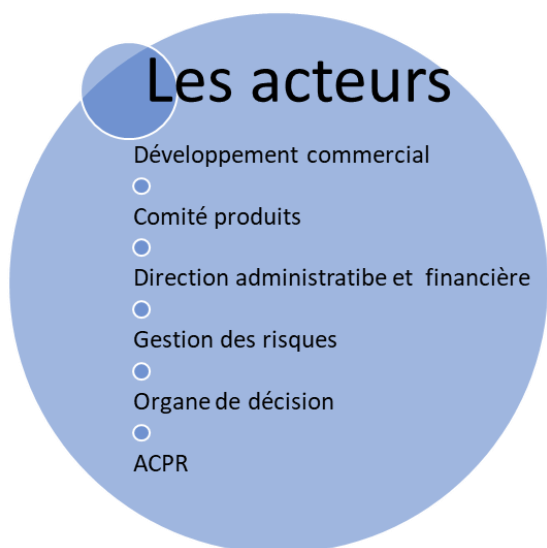 Les acteurs
Développement commercial
Comité produits
Direction administratibe et financière
Gestion des risques
Organe de décision
ACPR